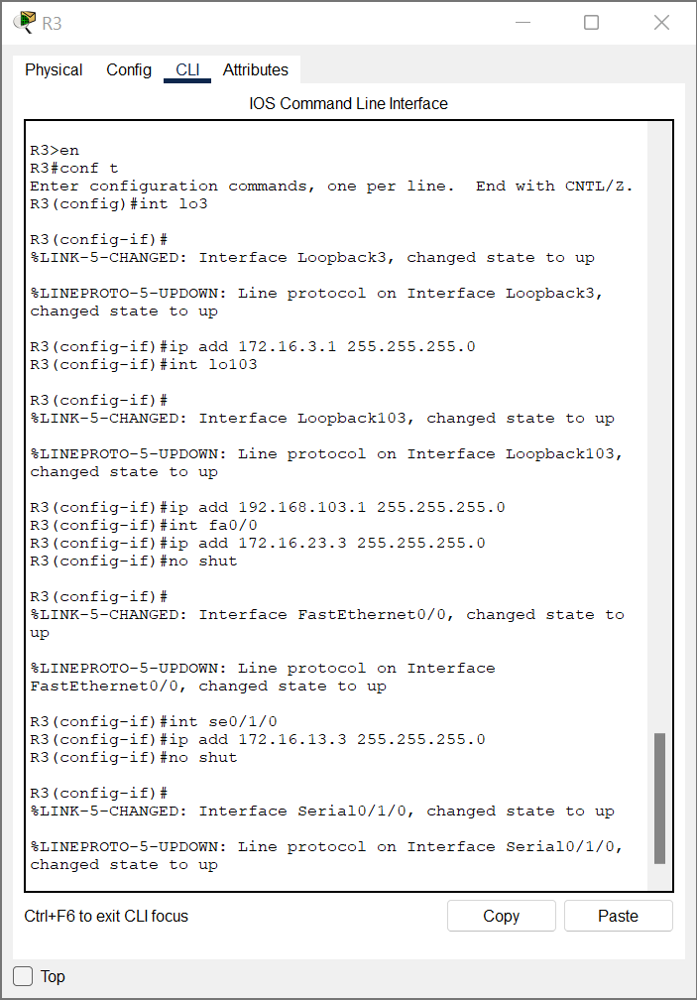 R3
Physical Config CLI Attributes
IOS Command Line Interface
R3>en
R3#conf t
Enter configuration commands, one per line.  End with CNTL/Z.
R3(config)#int lo3
R3(config-if)#
%LINK-5-CHANGED: Interface Loopback3, changed state to up
%LINEPROTO-5-UPDOWN: Line protocol on Interface Loopback3,
changed state to up
R3(config-if)#ip add 172.16.3.1 255.255.255.0
R3(config-if)#int lo103
R3(config-if)#
%LINK-5-CHANGED: Interface Loopback103, changed state to up
%LINEPROTO-5-UPDOWN: Line protocol on Interface Loopback103,
changed state to up
R3(config-if)#ip add 192.168.103.1 255.255.255.0
R3(config-if)#int fa0/0
R3(config-if)#ip add 172.16.23.3 255.255.255.0
R3(config-if)#no shut
R3(config-if)#
%LINK-5-CHANGED: Interface FastEthernet0/0, changed state to
up
%LINEPROTO-5-UPDOWN: Line protocol on Interface
FastEthernet0/0, changed state to up
R3(config-if)#int se0/1/0
R3(config-if)#ip add 172.16.13.3 255.255.255.0
R3(config-if)#no shut
R3(config-if)#
%LINK-5-CHANGED: Interface Serial0/1/0, changed state to up
%LINEPROTO-5-UPDOWN: Line protocol on Interface Serial0/1/0,
changed state to up
Ctrl+F6 to exit CLI focus
Copy Paste
Top